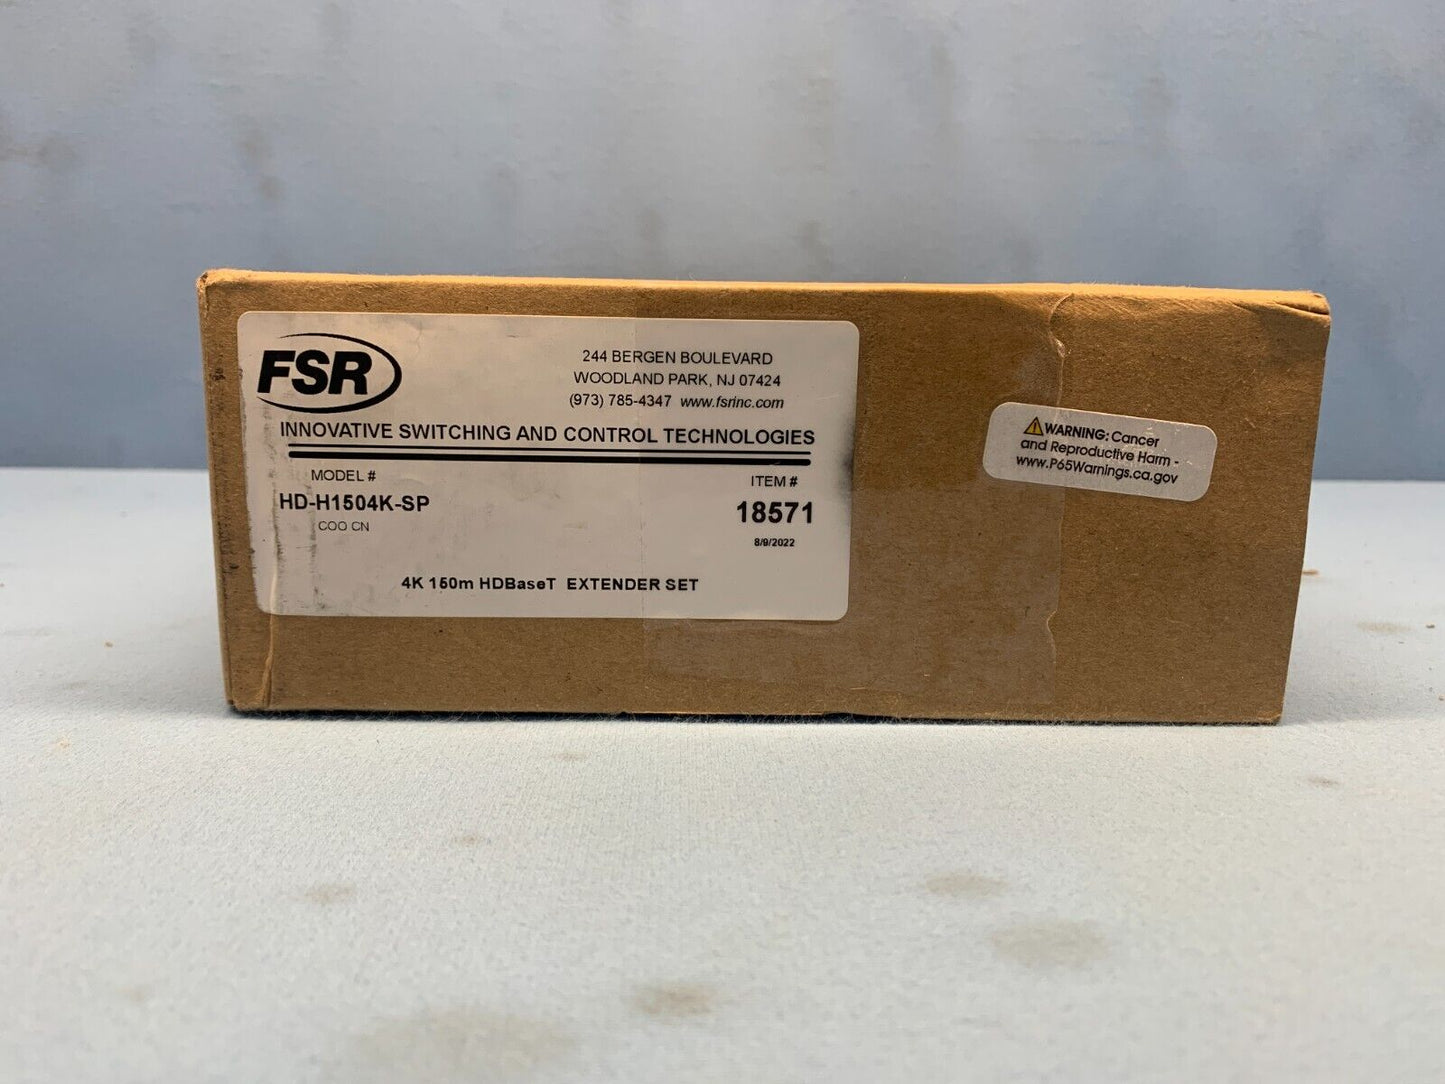 FSR
244 BERGEN BOULEVARD
WOODLAND PARK, NJ 07424
(973) 785-4347 www.fsrinc.com
INNOVATIVE SWITCHING AND CONTROL TECHNOLOGIES
MODEL # ITEM #
HD-H1504K-SP 18571
COO CN
8/9/2022
4K 150m HDBaseT EXTENDER SET
WARNING: Cancer
and Reproductive Harm -
www.P65Warnings.ca.gov